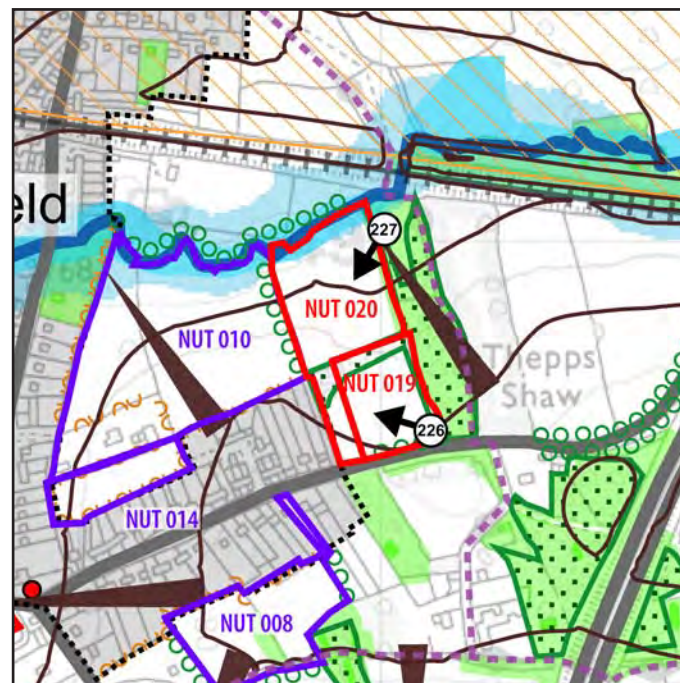 eld
227
NUT 020
NUT 010
Thepps
Shaw
NUT 019
226
NUT 014
NUT 008